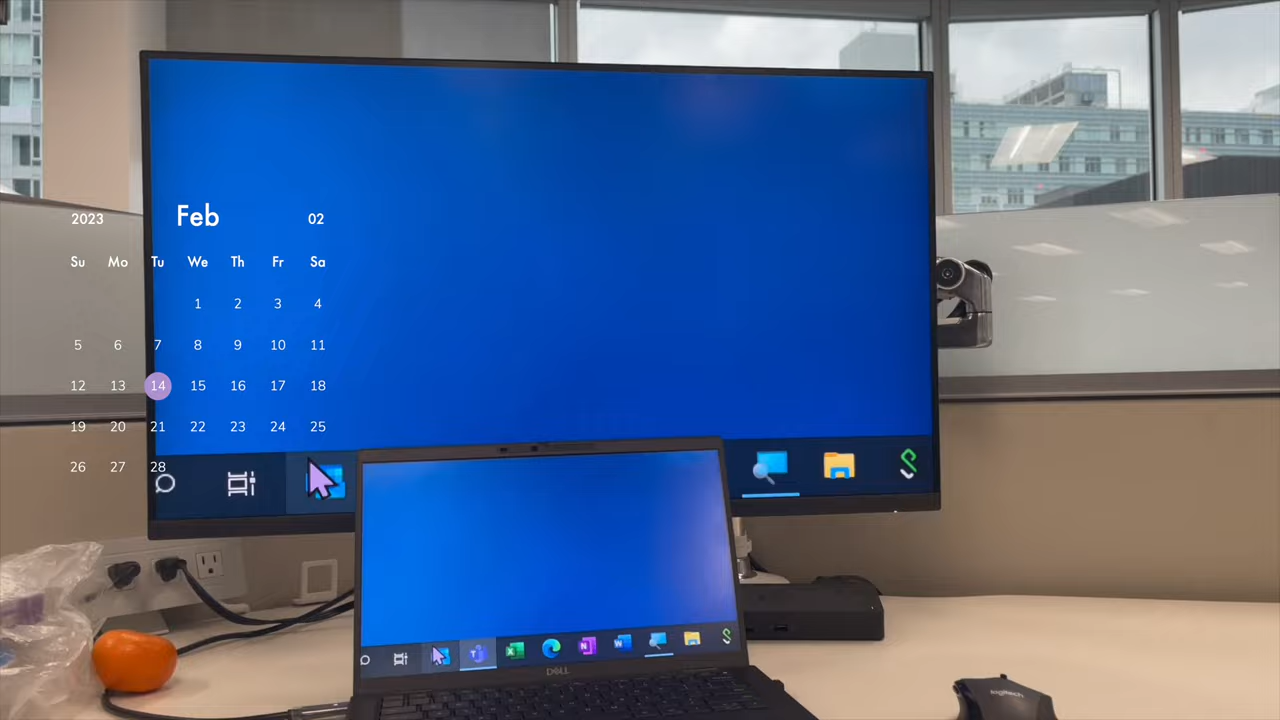 2023 Feb 02
Su Mo Tu We Th Fr Sa
1 2 3 4
5 6 7 8 9 10 11
12 13 14 15 16 17 18
19 20 21 22 23 24 25
26 27 28
DELL
logitech